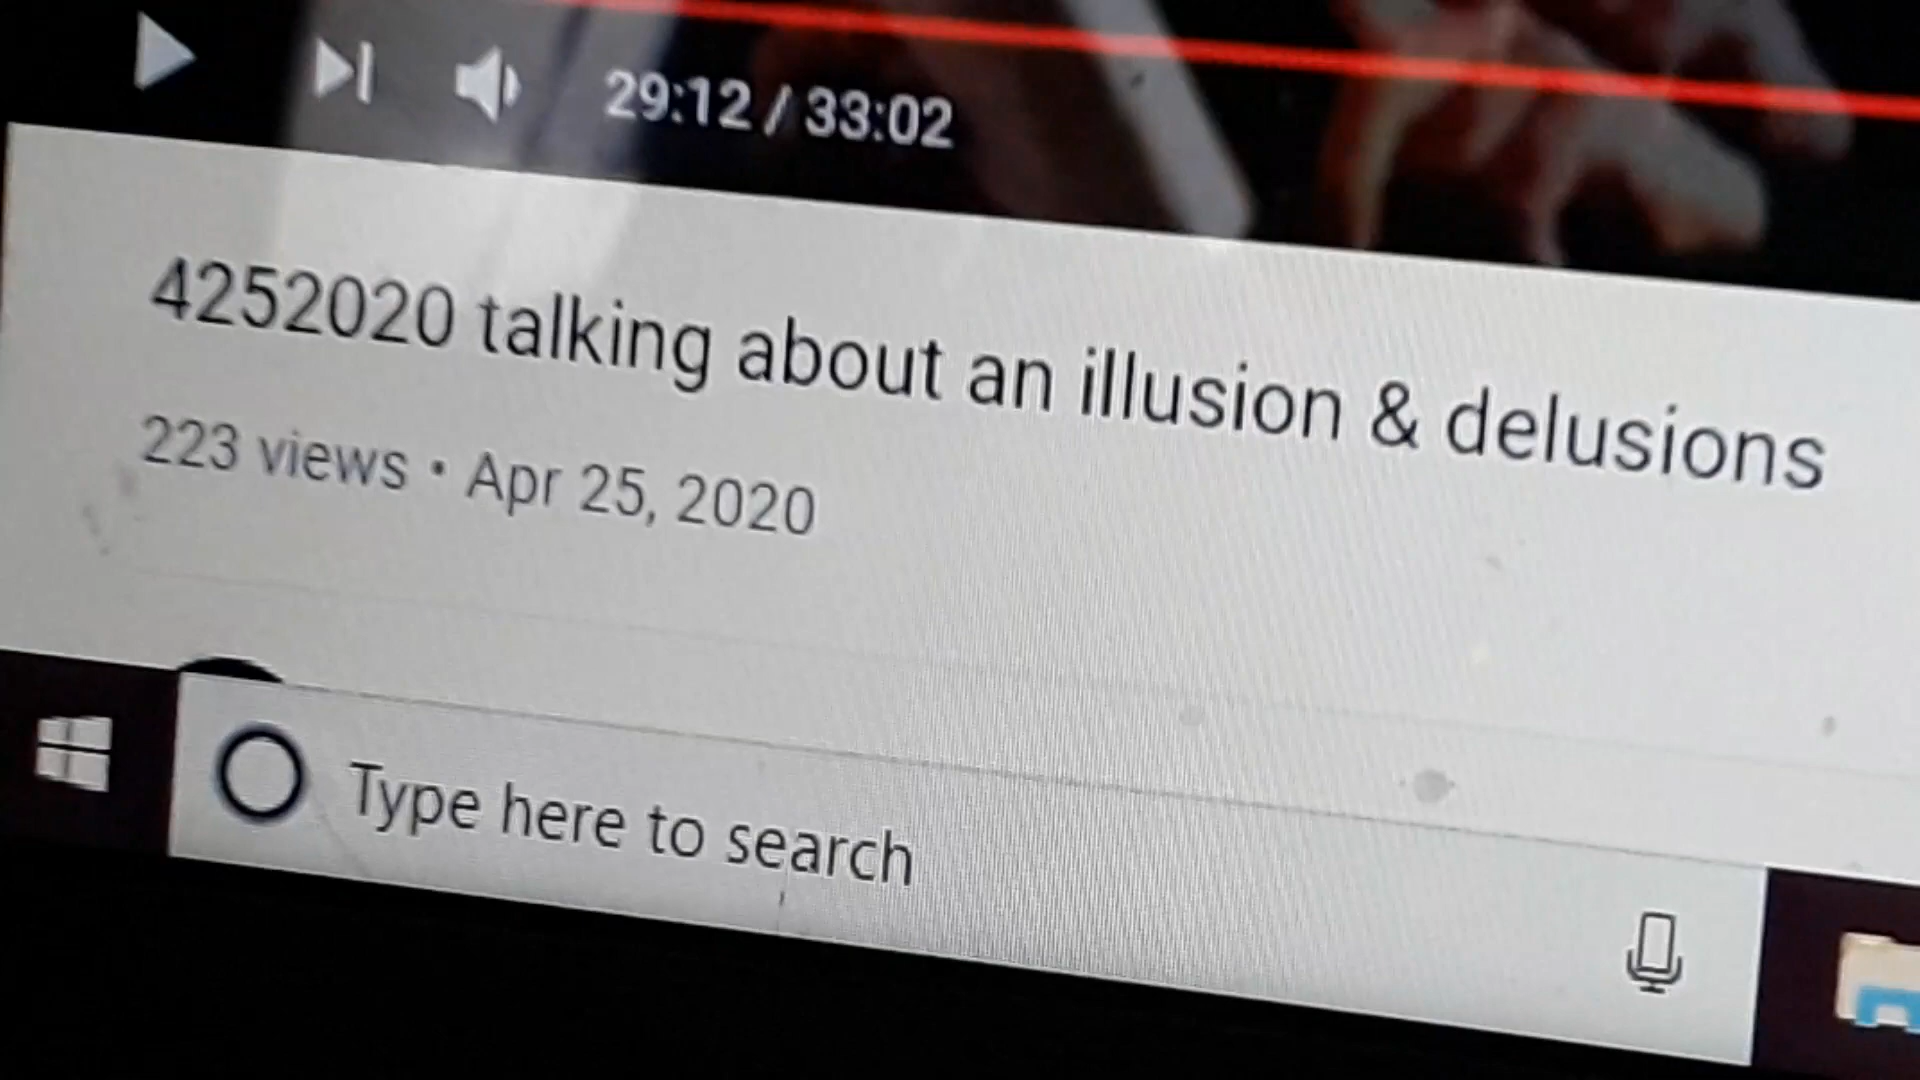 29:12 / 33:02
4252020 talking about an illusion & delusions
223 views • Apr 25, 2020
Type here to search